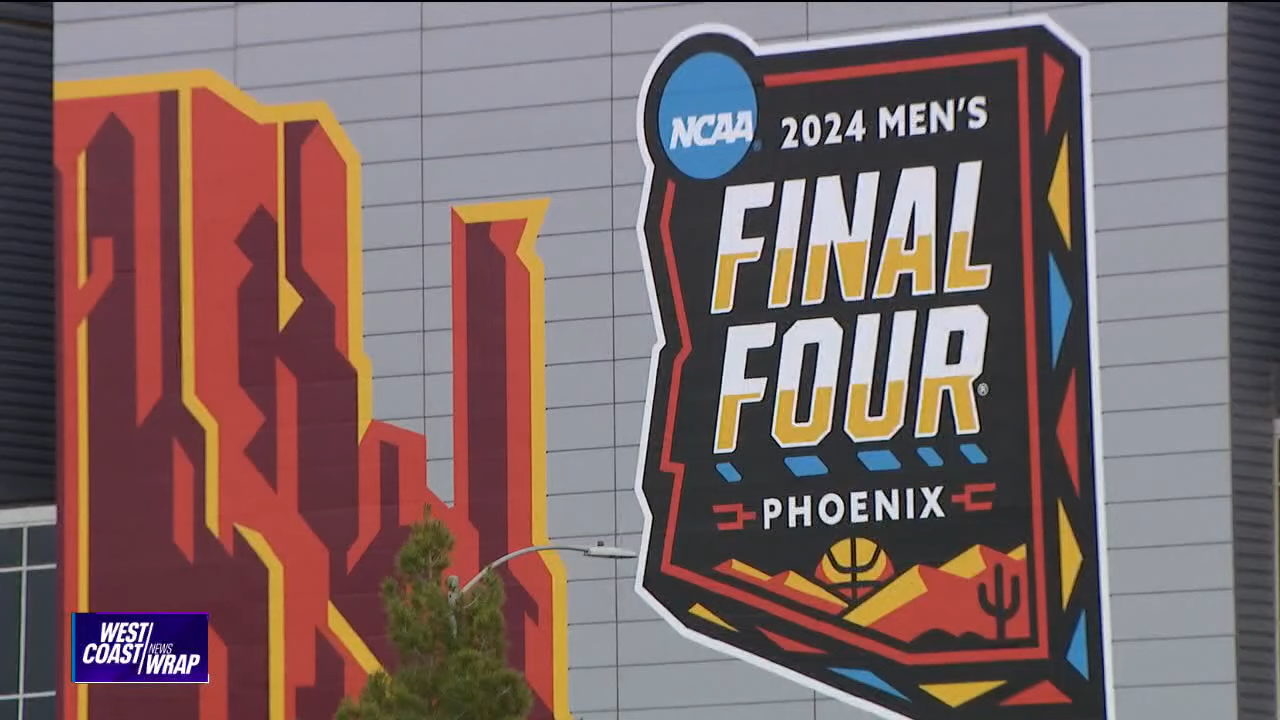 NCAA®
2024 MEN'S
FINAL
FOUR®
PHOENIX
WEST/
COAST/NEWS
/WRAP